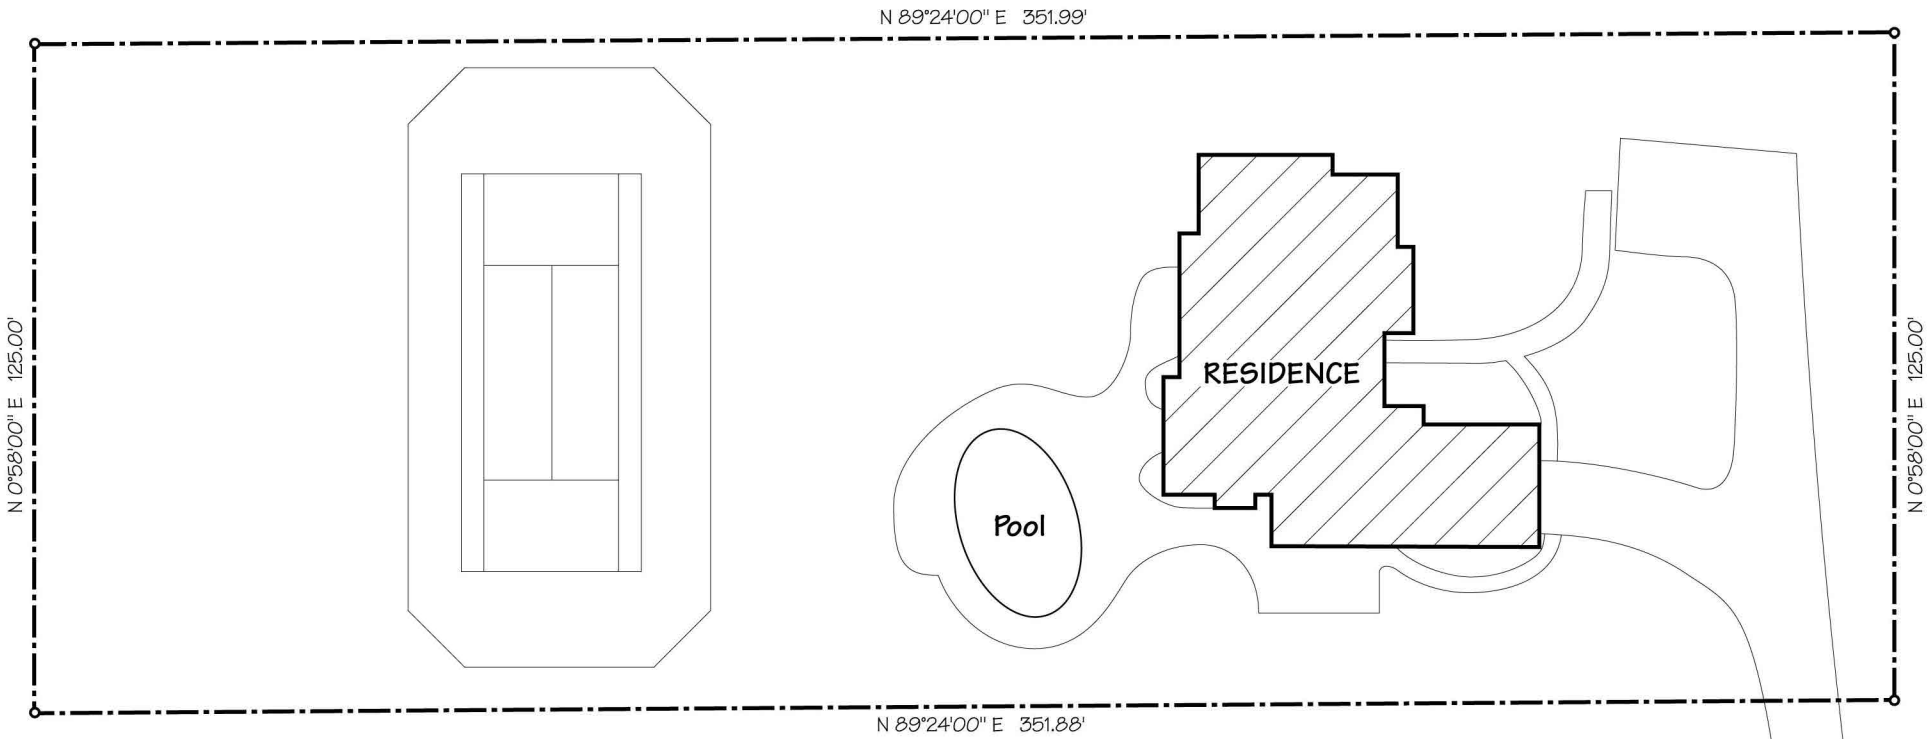 N 89°24'00" E 351.99'
N 0°58'00" E 125.00'
RESIDENCE
Pool
N 0°58'00" E 125.00'
N 89°24'00" E 351.88'